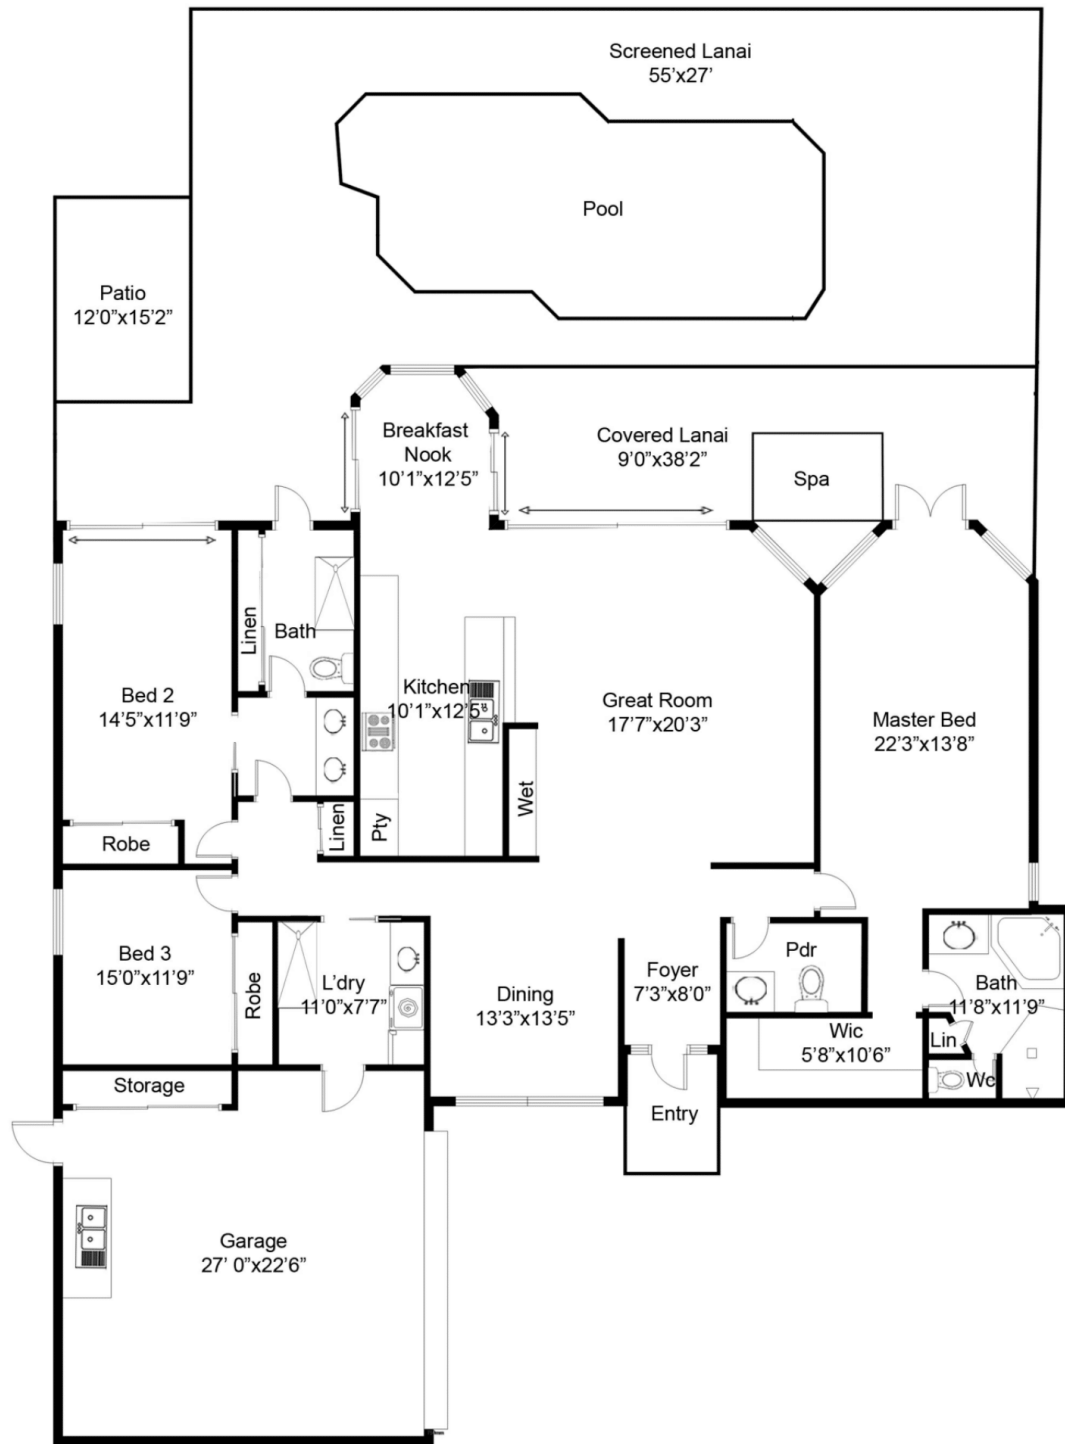 Screened Lanai
55’x27’
Pool
Patio
12’0”x15’2”
Breakfast
Nook
10’1”x12’5”
Covered Lanai
9’0”x38’2”
Spa
Linen
Bath
Bed 2
14’5”x11’9”
Kitchen
10’1”x12’5"
Great Room
17’7”x20’3”
Master Bed
22’3”x13’8”
Wet
Pty
Linen
Robe
Bed 3
15’0”x11’9”
Robe
L’dry
11’0”x7’7”
Dining
13’3”x13’5”
Foyer
7’3”x8’0”
Pdr
Bath
11’8”x11’9”
Wic
5’8”x10’6”
Lin
Wc
Storage
Entry
Garage
27’ 0”x22’6”